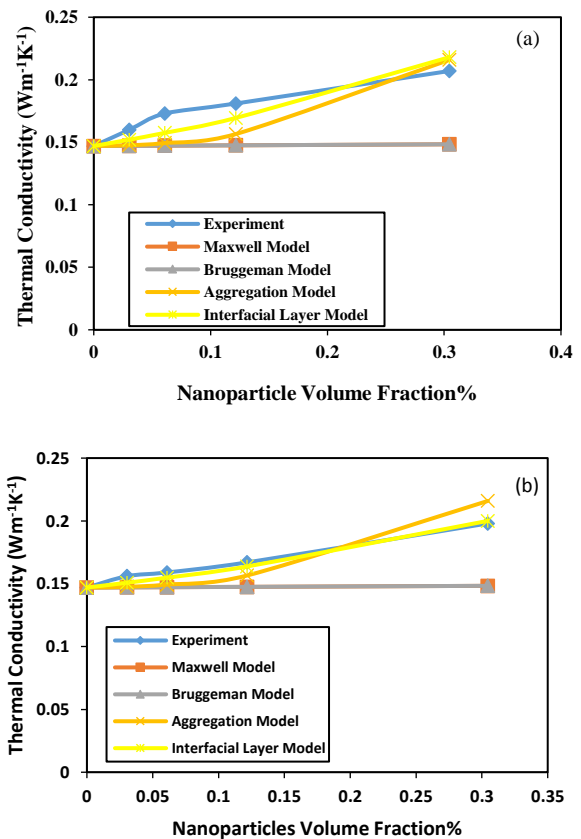 (a)
0.25
0.2
0.15
0.1
0.05
0
Thermal Conductivity (Wm-1K-1)
Experiment
Maxwell Model
Bruggeman Model
Aggregation Model
Interfacial Layer Model
0 0.1 0.2 0.3 0.4
Nanoparticle Volume Fraction%
(b)
0.25
0.2
0.15
0.1
0.05
0
Thermal Conductivity (Wm-1K-1)
Experiment
Maxwell Model
Bruggeman Model
Aggregation Model
Interfacial Layer Model
0 0.05 0.1 0.15 0.2 0.25 0.3 0.35
Nanoparticles Volume Fraction%